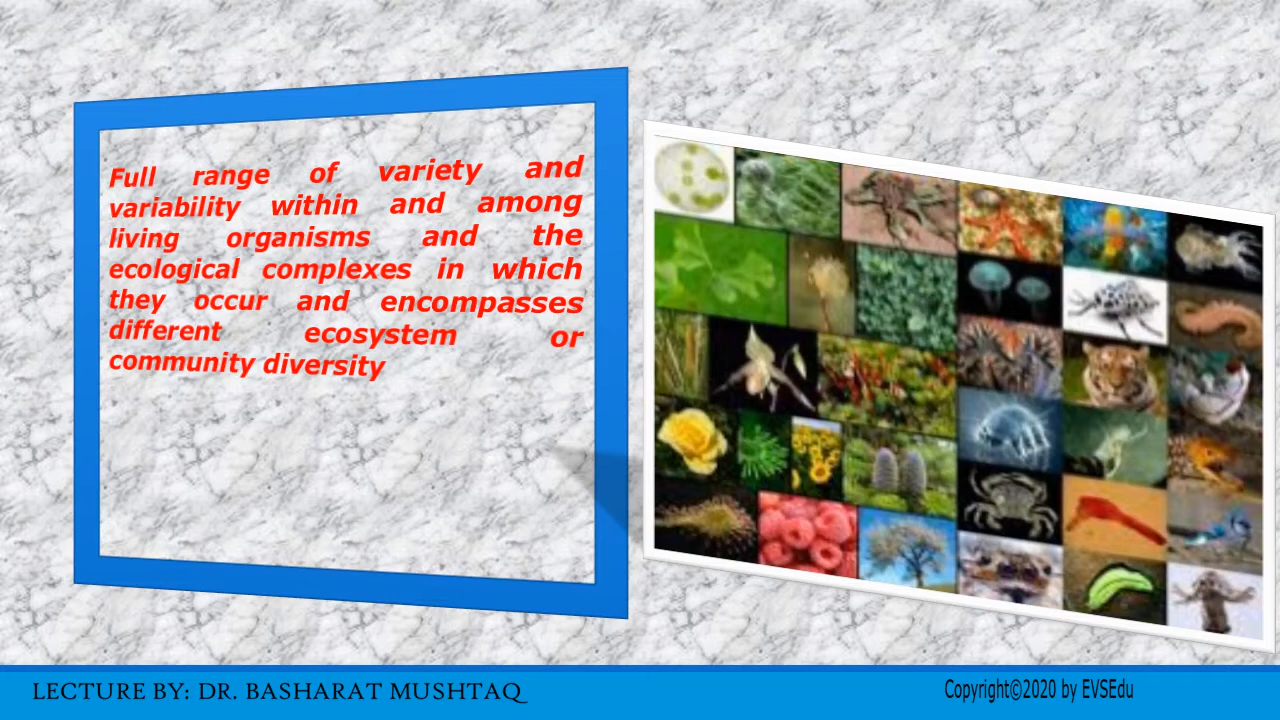 Full range of variety and
variability within and among
living organisms and the
ecological complexes in which
they occur and encompasses
different ecosystem or
community diversity
LECTURE BY: DR. BASHARAT MUSHTAQ
Copyright©2020 by EVSEdu